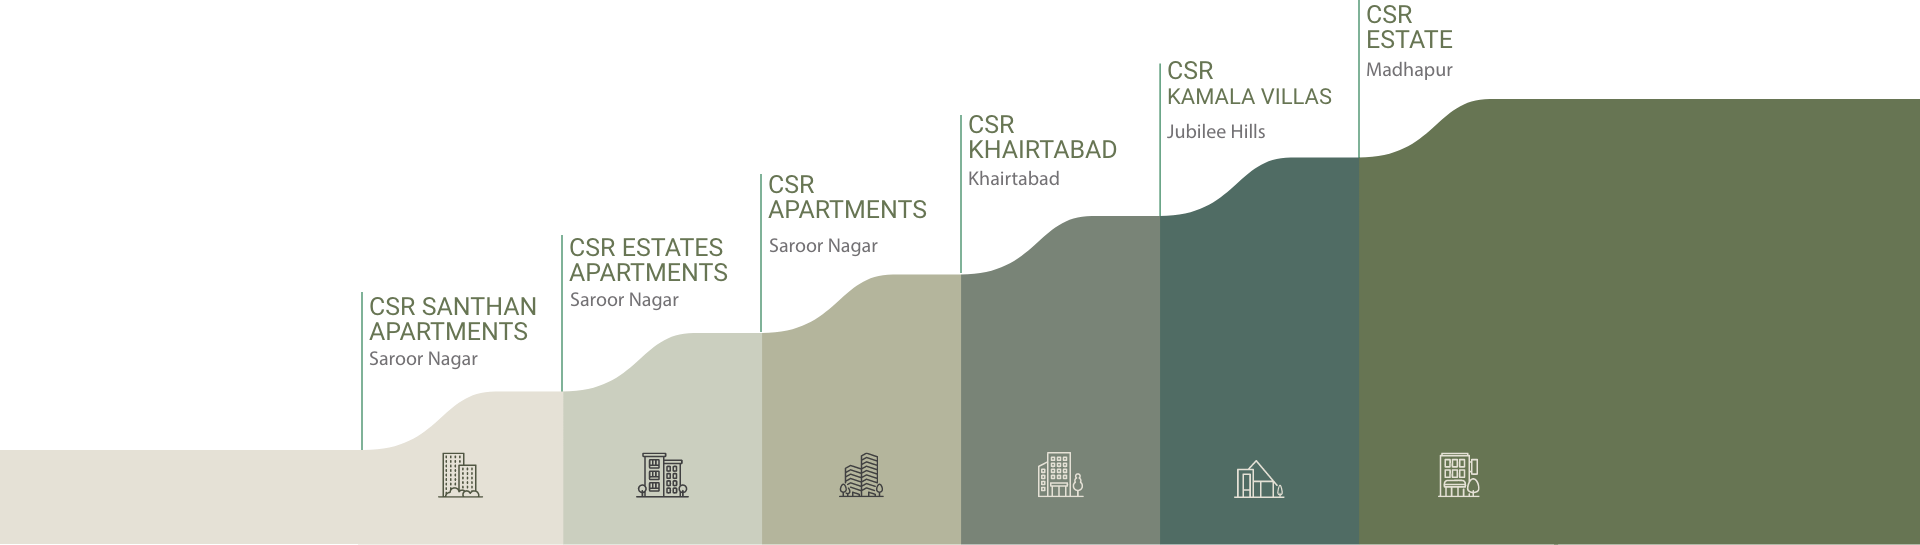 CSR SANTHAN
APARTMENTS
Saroor Nagar
CSR ESTATES
APARTMENTS
Saroor Nagar
CSR
APARTMENTS
Saroor Nagar
CSR
KHAIRTABAD
Khairtabad
CSR
KAMALA VILLAS
Jubilee Hills
CSR
ESTATE
Madhapur